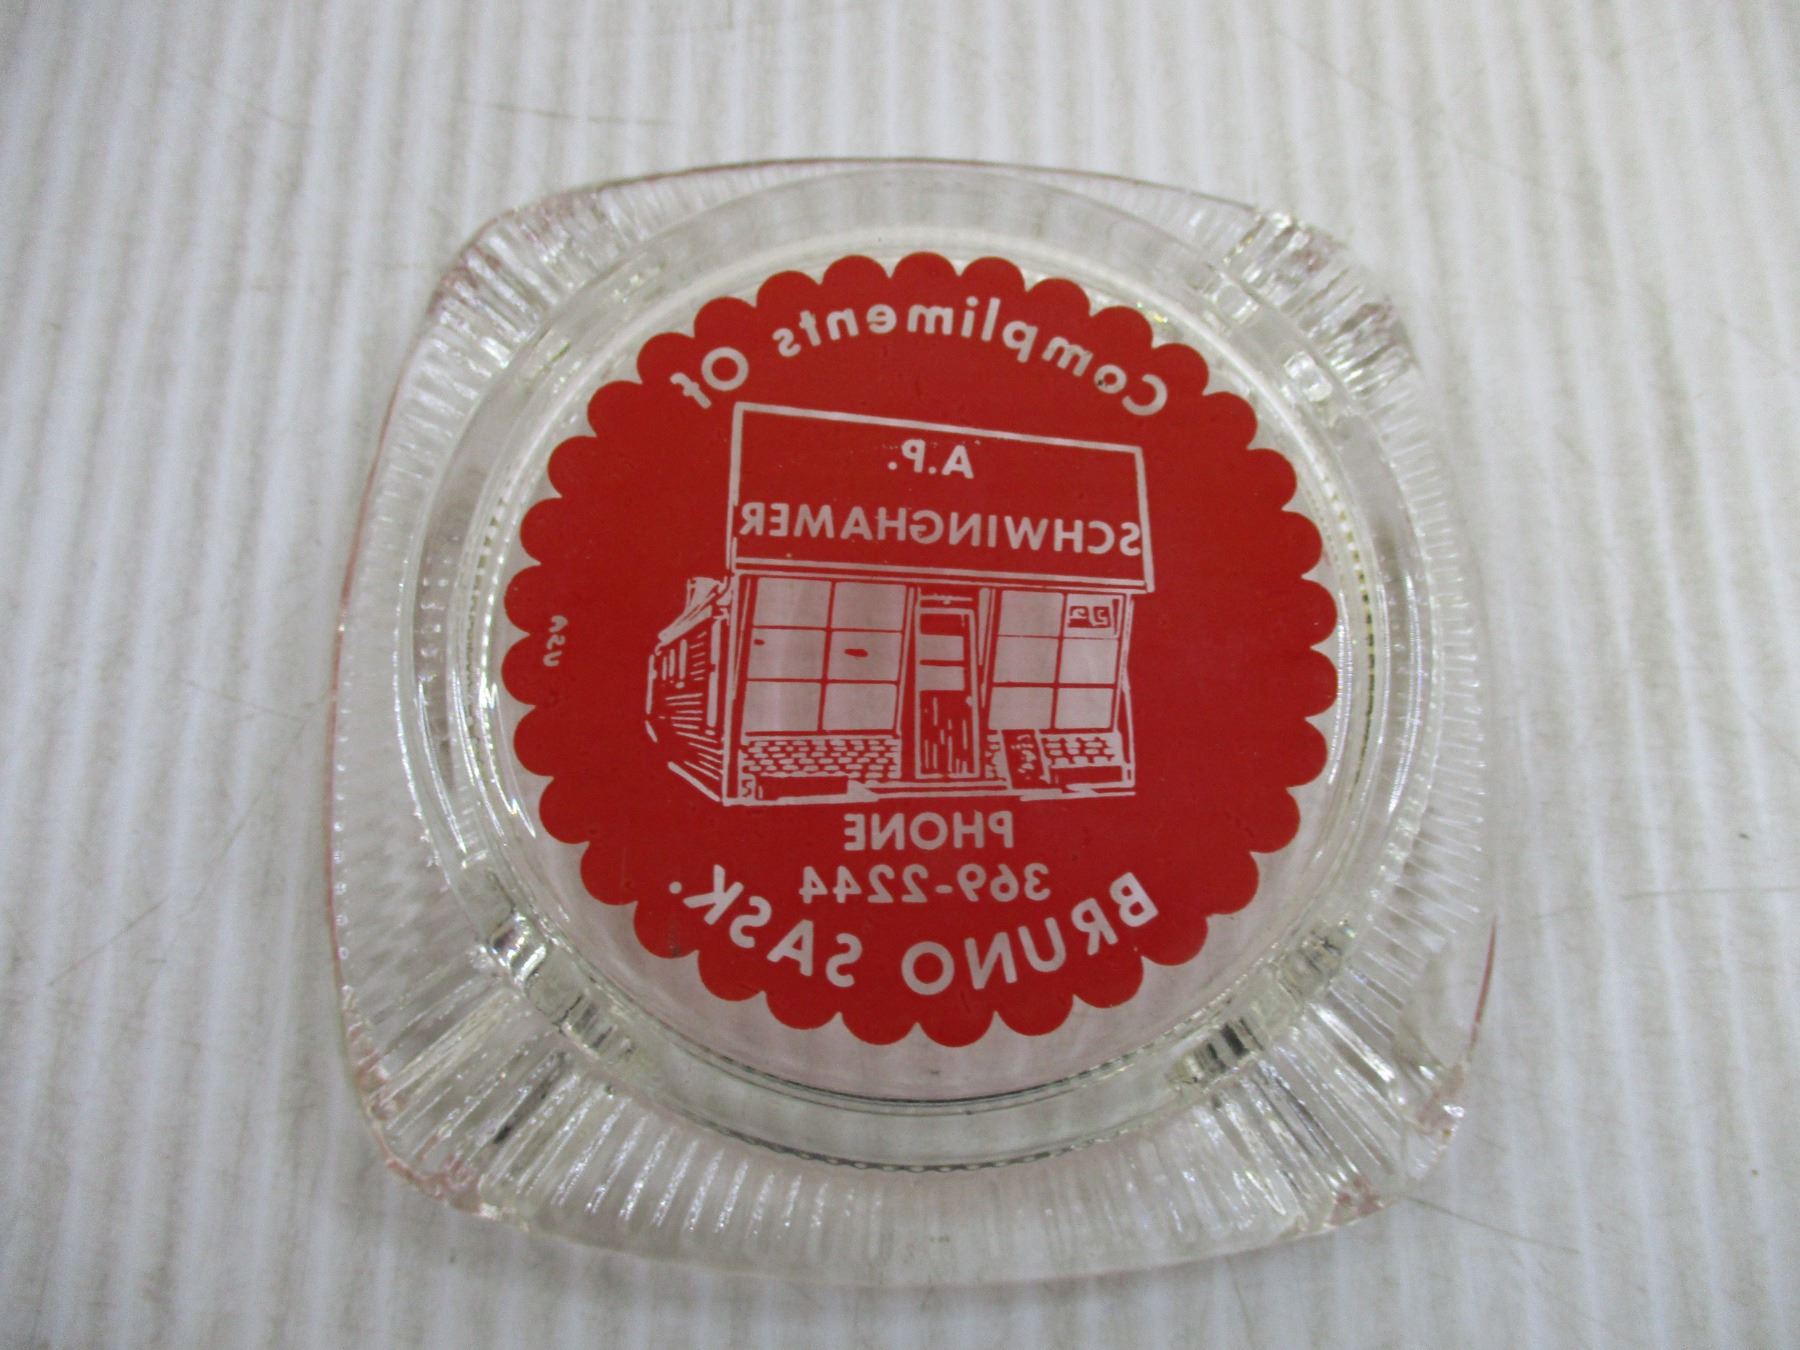 Compliments Of
A.P.
SCHWINGHAMER
USA
PHONE
369-2244
BRUNO SASK.